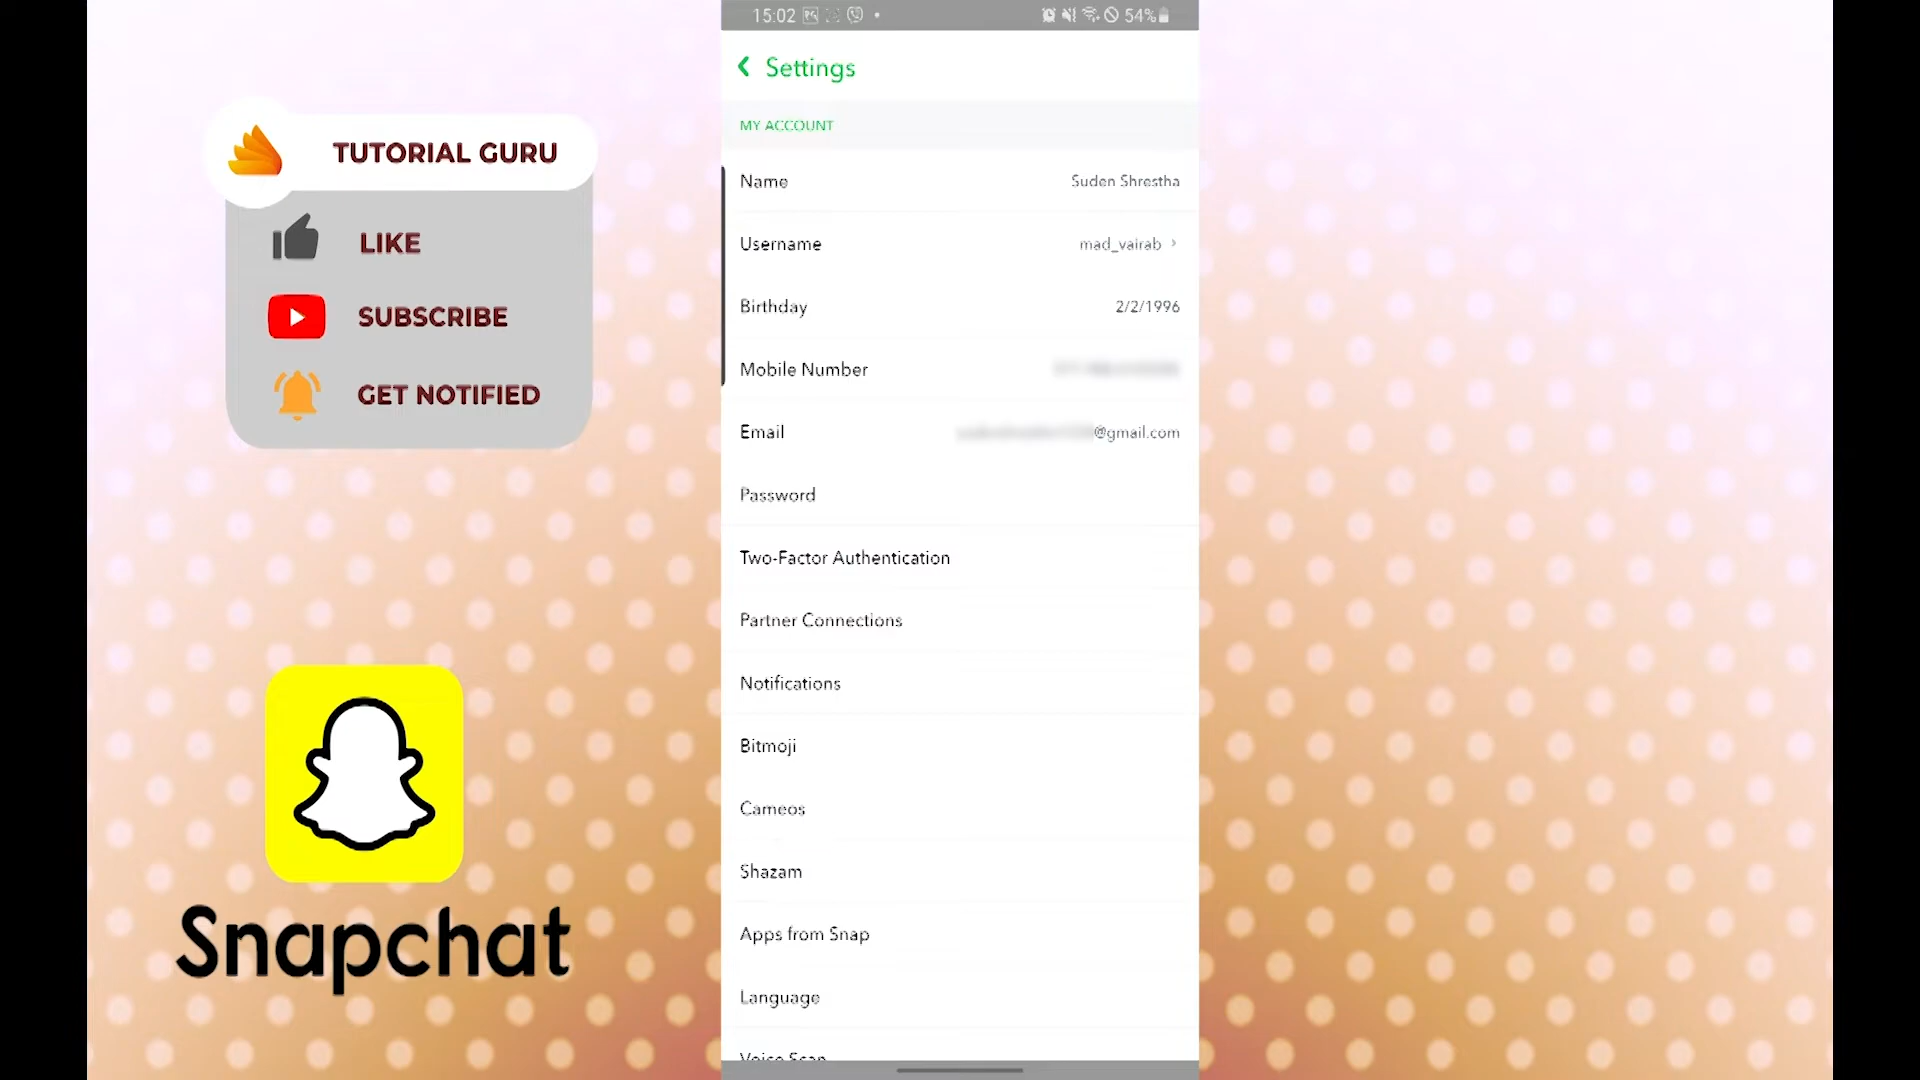 15:02
54%
Settings
MY ACCOUNT
Name
Suden Shrestha
Username
mad_vairab
Birthday
2/2/1996
Mobile Number
Email
@gmail.com
Password
Two-Factor Authentication
Partner Connections
Notifications
Bitmoji
Cameos
Shazam
Apps from Snap
Language
Voice Scan
TUTORIAL GURU
LIKE
SUBSCRIBE
GET NOTIFIED
Snapchat